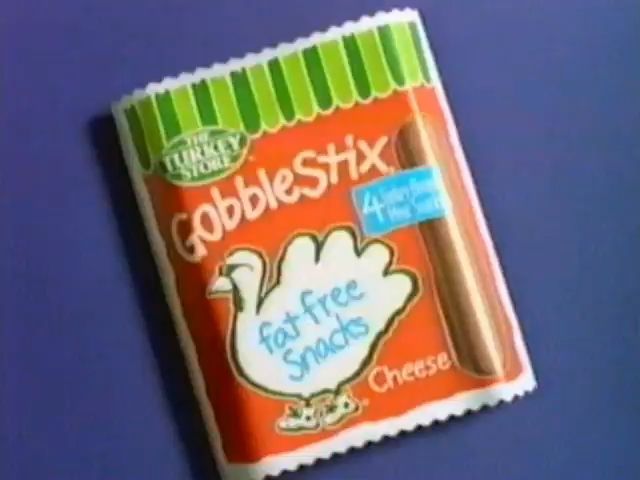 THE
TURKEY
STORE
GobbleStix
4
fat free
Snacks
Cheese